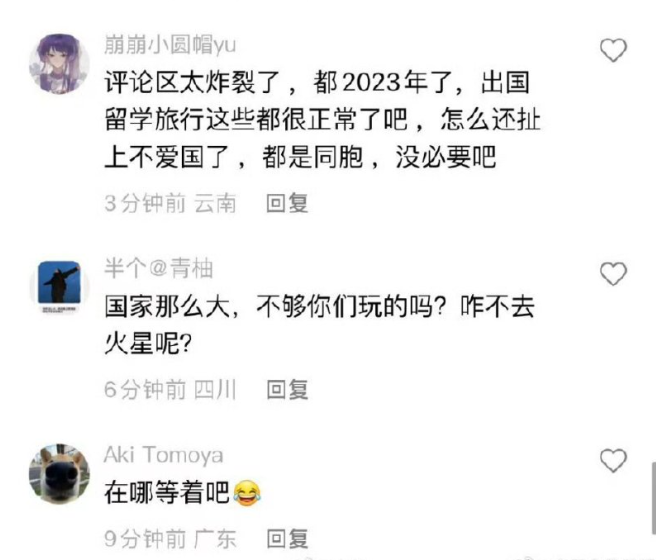 崩崩小圆帽yu
评论区太炸裂了，都2023年了，出国
留学旅行这些都很正常了吧，怎么还扯
上不爱国了，都是同胞，没必要吧
3分钟前 云南 回复
半个@青柚
国家那么大，不够你们玩的吗？咋不去
火星呢？
6分钟前 四川 回复
Aki Tomoya
在哪等着吧😂
9分钟前 广东 回复